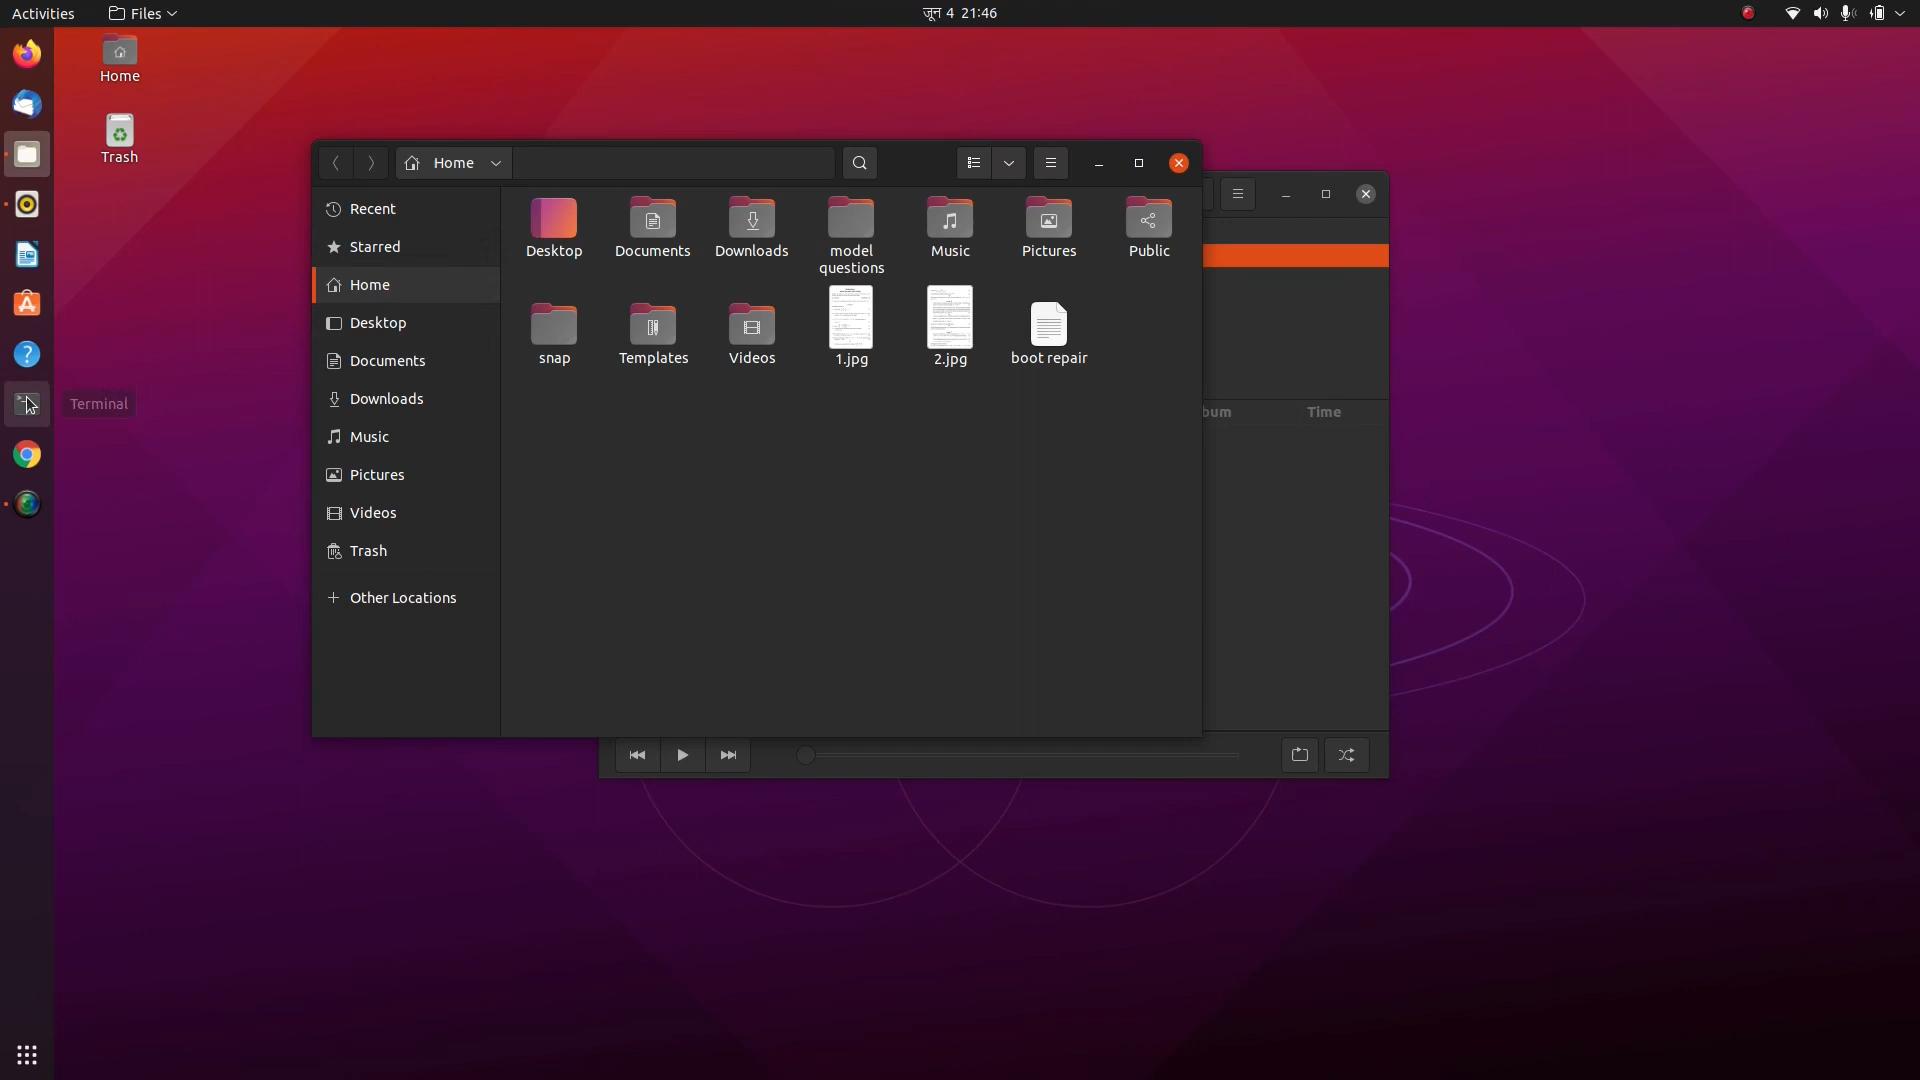 Activities
Files
जून 4 21:46
Home
Trash
Home
Recent
Starred
Home
Desktop
Documents
Downloads
Music
Pictures
Videos
Trash
Other Locations
Desktop
Documents
Downloads
model
questions
Music
Pictures
Public
snap
Templates
Videos
1.jpg
2.jpg
boot repair
Terminal
bum
Time